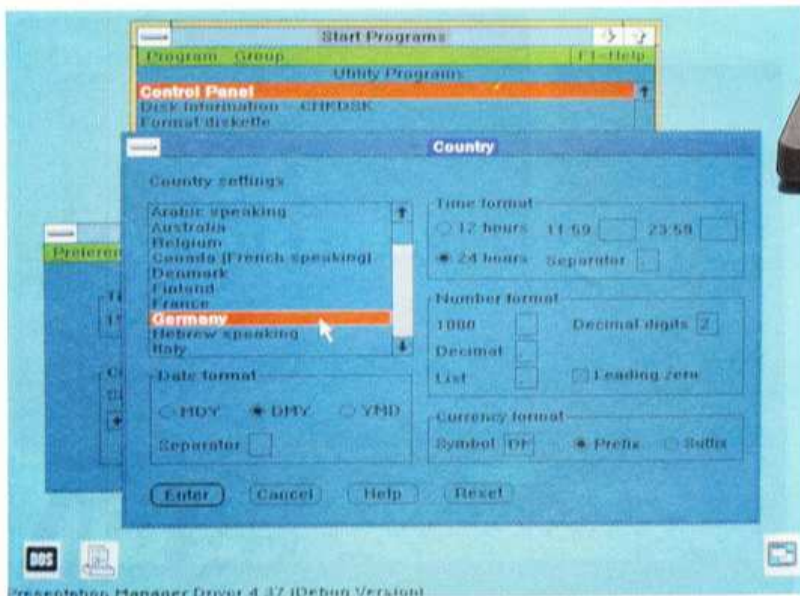 Start Programs
Program Group F1=Help
Utility Programs
Control Panel
Disk Information - CHKDSK
Format diskette
Country
Country settings
Arabic speaking
Australia
Belgium
Canada (French speaking)
Denmark
Finland
France
Germany
Hebrew speaking
Italy
Time format
12 hours 11:59 23:59
24 hours Separator
Number format
1000 Decimal digits 2
Decimal
List Leading zero
Date format
MDY DMY YMD
Separator
Currency format
Symbol Prefix Suffix
Enter Cancel Help Reset
DOS
Presentation Manager Driver 4.37 (Debug Version)